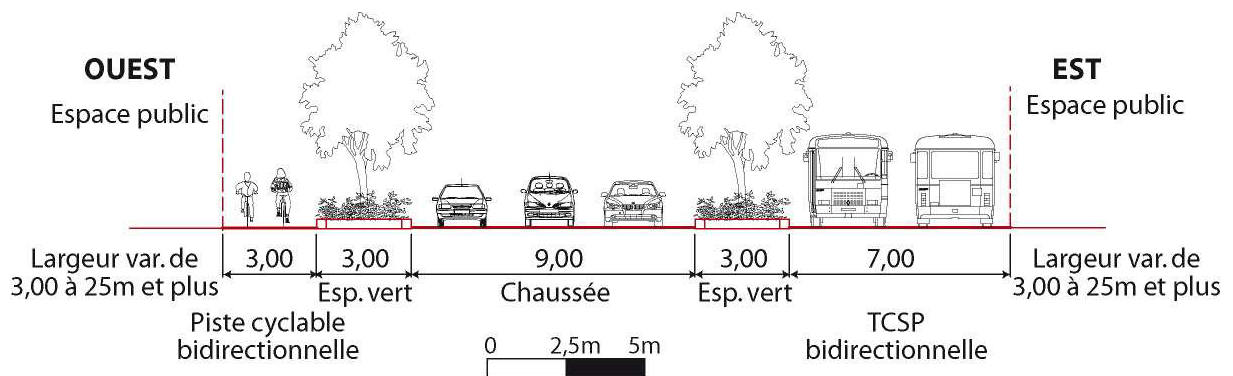 OUEST
Espace public
EST
Espace public
Largeur var. de
3,00 à 25m et plus
3,00
3,00
9,00
3,00
7,00
Largeur var. de
3,00 à 25m et plus
Esp. vert
Chaussée
Esp. vert
Piste cyclable
bidirectionnelle
TCSP
bidirectionnelle
0 2,5m 5m